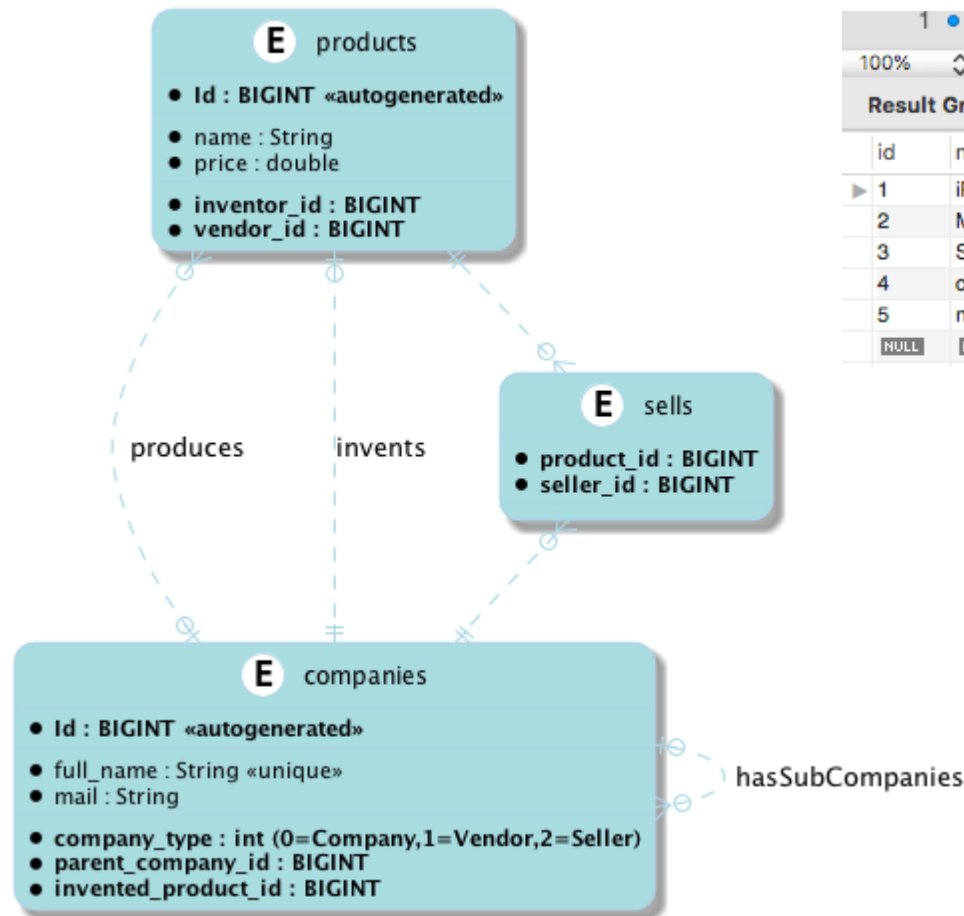 E products
Id : BIGINT «autogenerated»
name : String
price : double
inventor_id : BIGINT
vendor_id : BIGINT
produces
invents
E sells
product_id : BIGINT
seller_id : BIGINT
E companies
Id : BIGINT «autogenerated»
full_name : String «unique»
mail : String
company_type : int (0=Company,1=Vendor,2=Seller)
parent_company_id : BIGINT
invented_product_id : BIGINT
hasSubCompanies
1
100%
Result
id
1
2
3
4
5
NULL